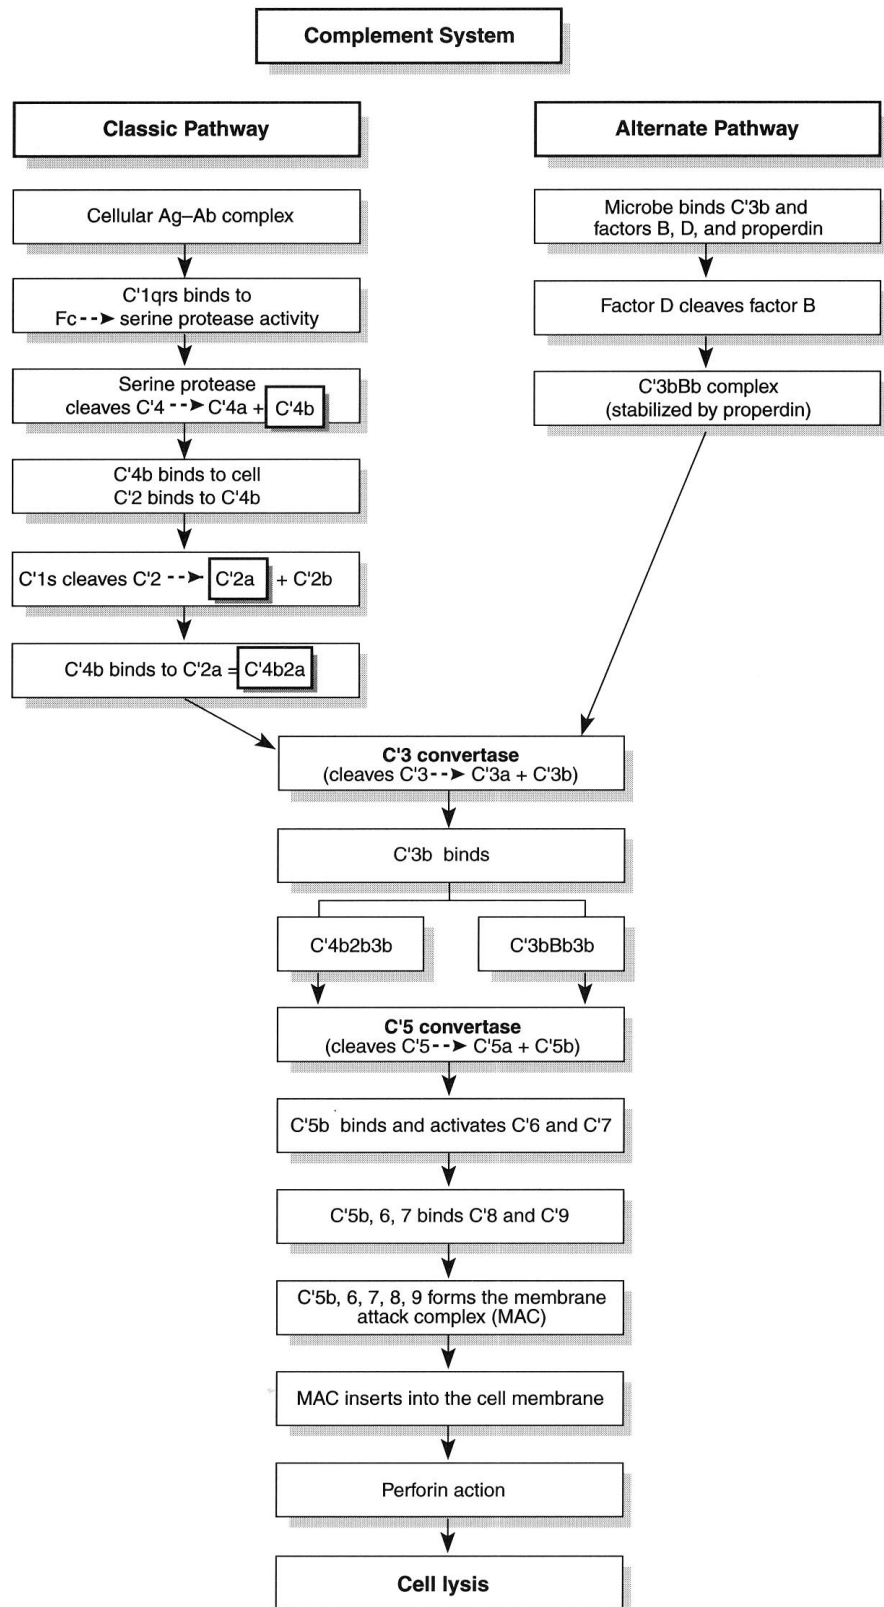 Complement System
Classic Pathway
Cellular Ag–Ab complex
C'1qrs binds to
Fc --➤ serine protease activity
Serine protease
cleaves C'4 --➤ C'4a + C'4b
C'4b binds to cell
C'2 binds to C'4b
C'1s cleaves C'2 --➤ C'2a + C'2b
C'4b binds to C'2a = C'4b2a
Alternate Pathway
Microbe binds C'3b and
factors B, D, and properdin
Factor D cleaves factor B
C'3bBb complex
(stabilized by properdin)
C'3 convertase
(cleaves C'3 --➤ C'3a + C'3b)
C'3b binds
C'4b2b3b
C'3bBb3b
C'5 convertase
(cleaves C'5 --➤ C'5a + C'5b)
C'5b binds and activates C'6 and C'7
C'5b, 6, 7 binds C'8 and C'9
C'5b, 6, 7, 8, 9 forms the membrane
attack complex (MAC)
MAC inserts into the cell membrane
Perforin action
Cell lysis